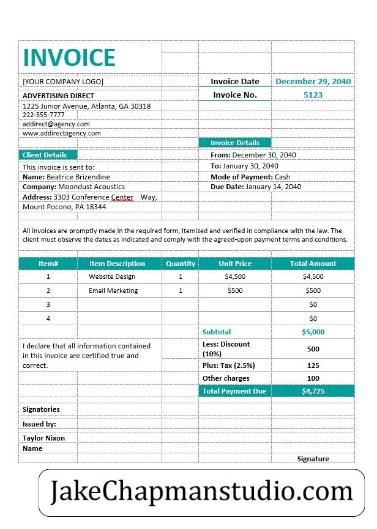 INVOICE
[YOUR COMPANY LOGO]
Invoice Date December 29, 2040
ADVERTISING DIRECT
Invoice No. 5123
1225 Junior Avenue, Atlanta, GA 30318
222-555-7777
addirect@agency.com
www.addirectagency.com
Invoice Details
Client Details
From: December 30, 2040
This invoice is sent to:
To: January 30, 2040
Name: Beatrice Brizendine
Mode of Payment: Cash
Company: Moondust Acoustics
Due Date: January 14, 2040
Address: 3303 Conference Center Way,
Mount Pocono, PA 18344
All invoices are promptly made in the required form, itemized and verified in compliance with the law. The
client must observe the dates as indicated and comply with the agreed-upon payment terms and conditions.
Item# Item Description Quantity Unit Price Total Amount
1 Website Design 1 $4,500 $4,500
2 Email Marketing 1 $500 $500
3 $0
4 $0
Subtotal $5,000
I declare that all information contained
in this invoice are certified true and
correct.
Less: Discount
(10%) 500
Plus: Tax (2.5%) 125
Other charges 100
Total Payment Due $4,725
Signatories
Issued by:
Taylor Nixon
Name
Signature
JakeChapmanstudio.com